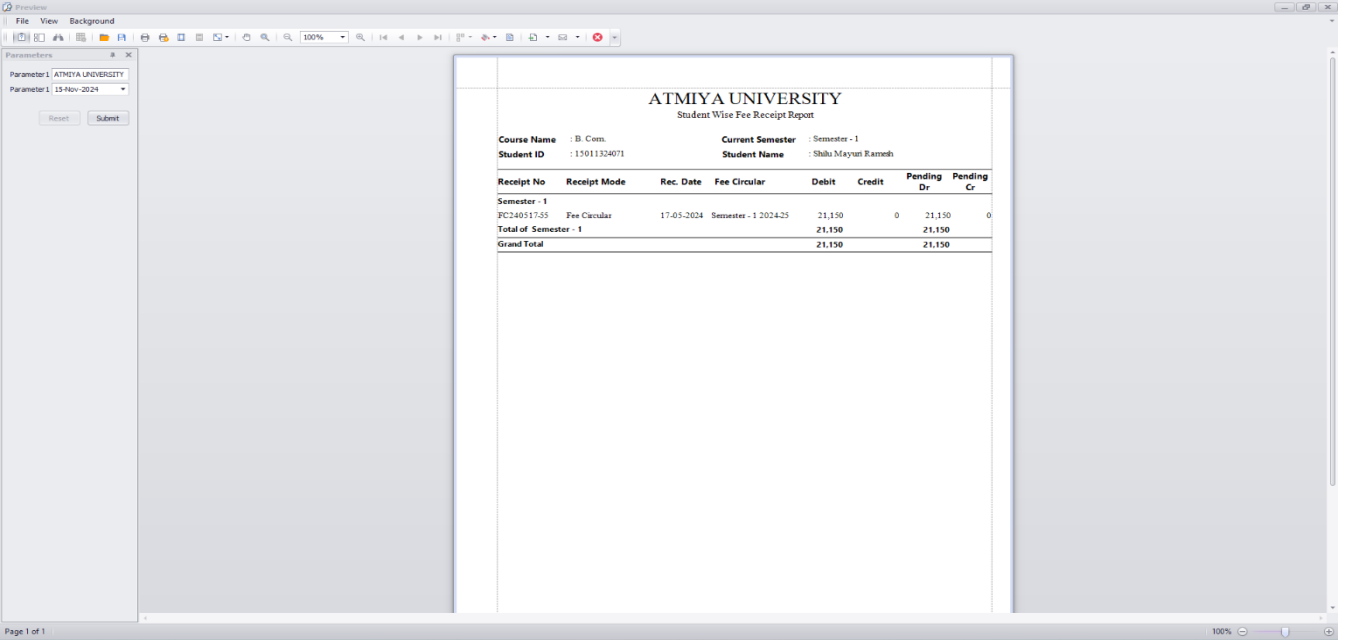 Preview
File View Background
100%
Parameters
Parameter1 ATMIYA UNIVERSITY
Parameter1 15-Nov-2024
Reset Submit
ATMIYA UNIVERSITY
Student Wise Fee Receipt Report
Course Name : B. Com. Current Semester : Semester - 1
Student ID : 15011324071 Student Name : Shilu Mayuri Ramesh
Receipt No Receipt Mode Rec. Date Fee Circular Debit Credit Pending Dr Pending Cr
Semester - 1
FC240517-55 Fee Circular 17-05-2024 Semester - 1 2024-25 21,150 0 21,150 0
Total of Semester - 1 21,150 21,150
Grand Total 21,150 21,150
Page 1 of 1 100%